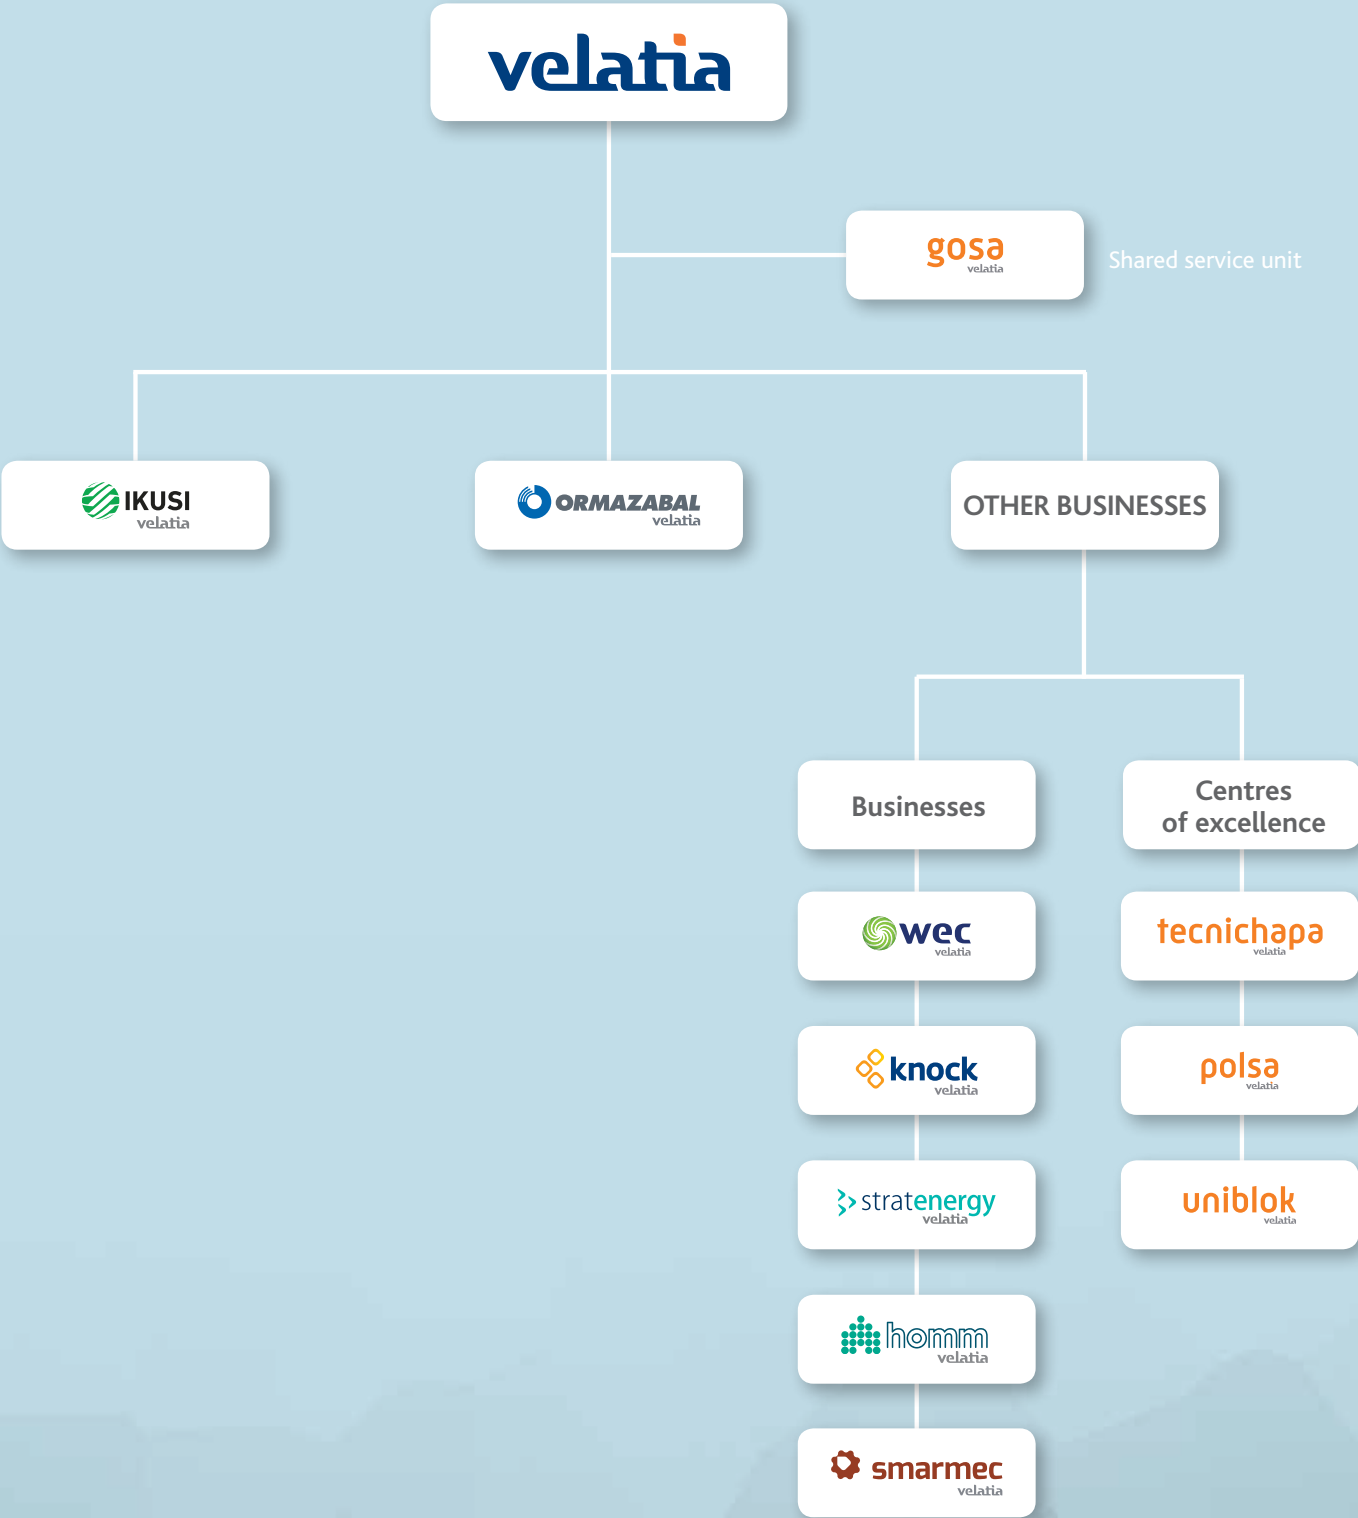 velatia
gosa
velatia
Shared service unit
IKUSI
velatia
ORMAZABAL
velatia
OTHER BUSINESSES
Businesses
Centres
of excellence
wec
velatia
tecnichapa
velatia
knock
velatia
polsa
velatia
stratenergy
velatia
uniblok
velatia
homm
velatia
smarmec
velatia